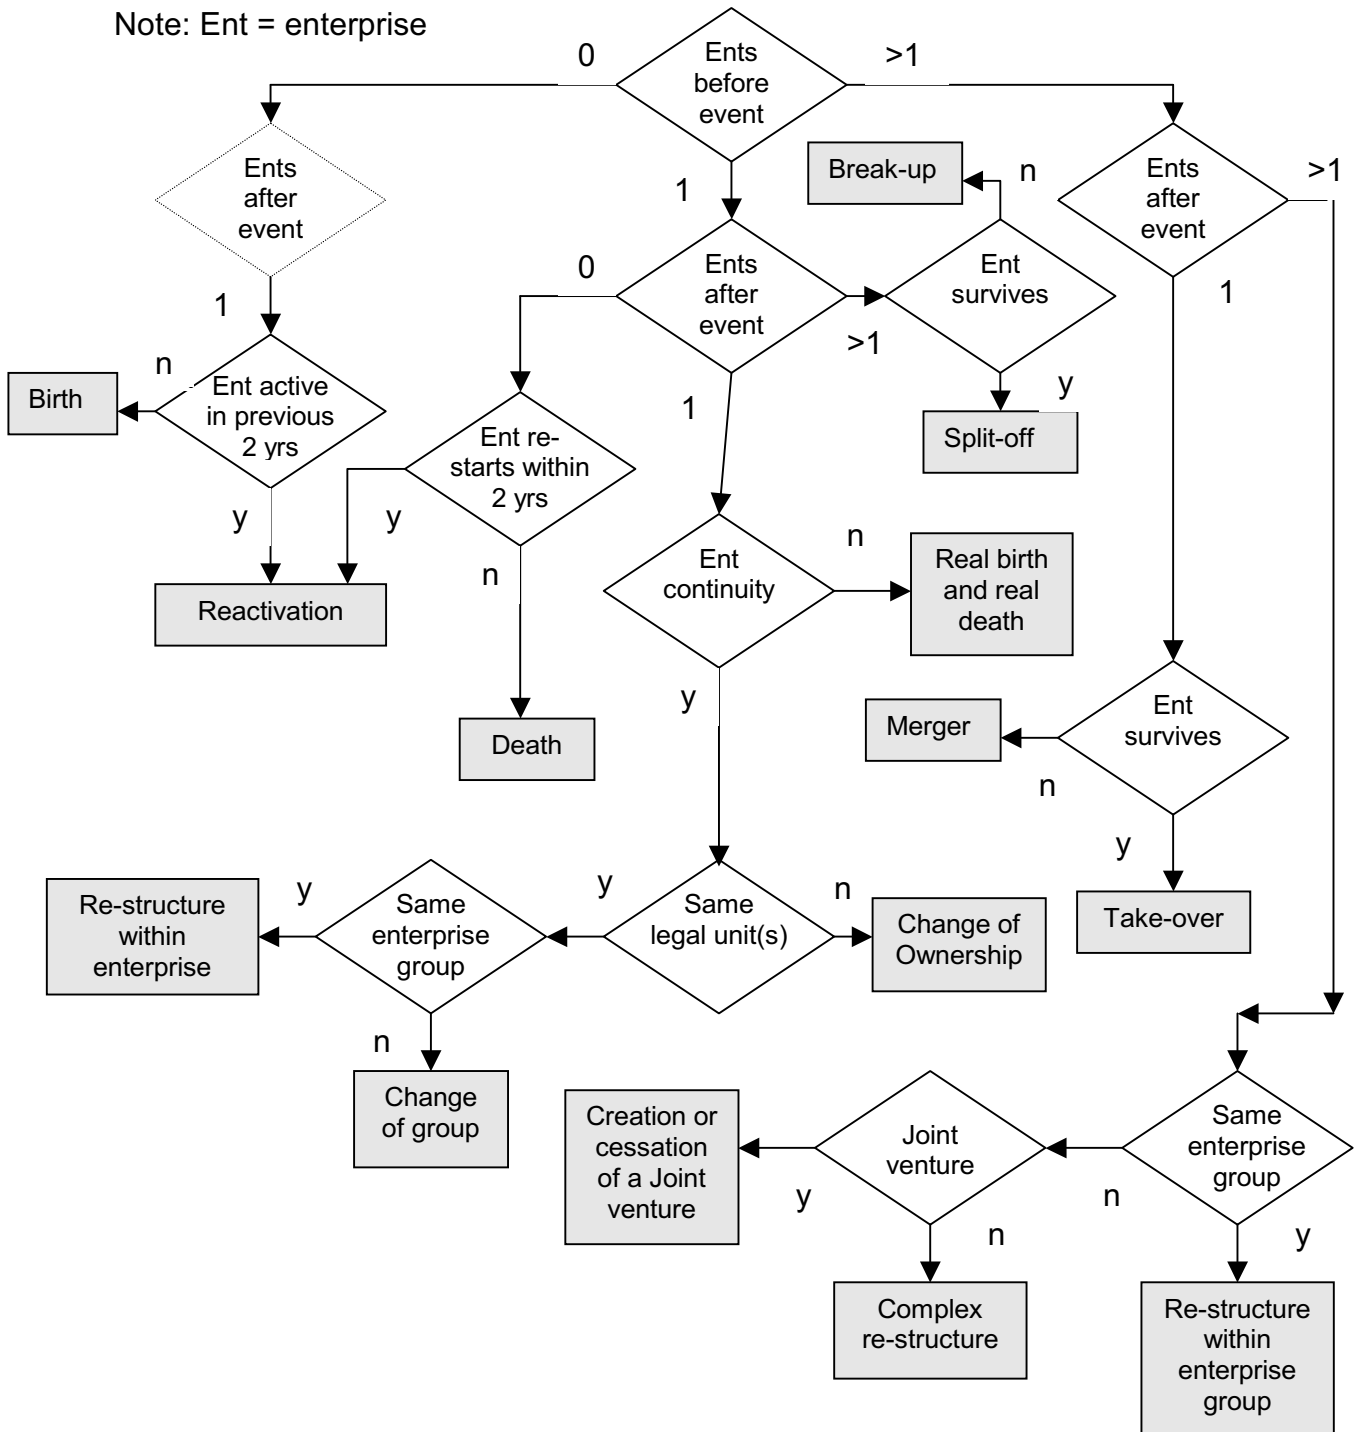 Note: Ent = enterprise
0
Ents
before
event
>1
Ents
after
event
1
Break-up
n
Ents
after
event
>1
0
Ents
after
event
>1
Ent
survives
1
1
n
Birth
Ent active
in previous
2 yrs
y
Ent re-
starts within
2 yrs
y
n
1
y
Split-off
Reactivation
Death
Ent
continuity
n
Real birth
and real
death
y
Merger
n
Ent
survives
y
Take-over
Re-structure
within
enterprise
y
Same
enterprise
group
y
Same
legal unit(s)
n
Change of
Ownership
n
Change
of group
Creation or
cessation
of a Joint
venture
y
Joint
venture
n
Same
enterprise
group
n
y
Complex
re-structure
Re-structure
within
enterprise
group